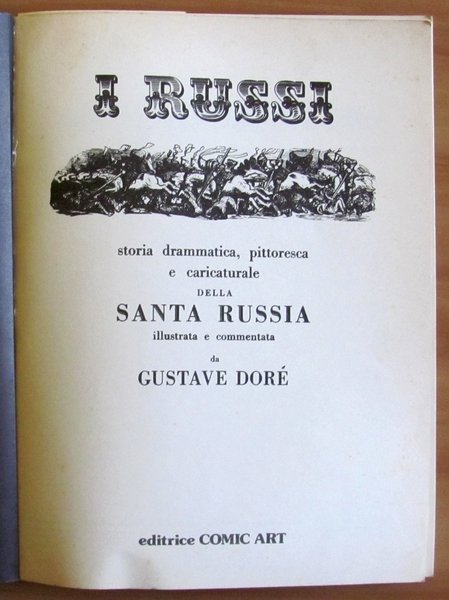 I RUSSI
storia drammatica, pittoresca
e caricaturale
DELLA
SANTA RUSSIA
illustrata e commentata
da
GUSTAVE DORÉ
editrice COMIC ART